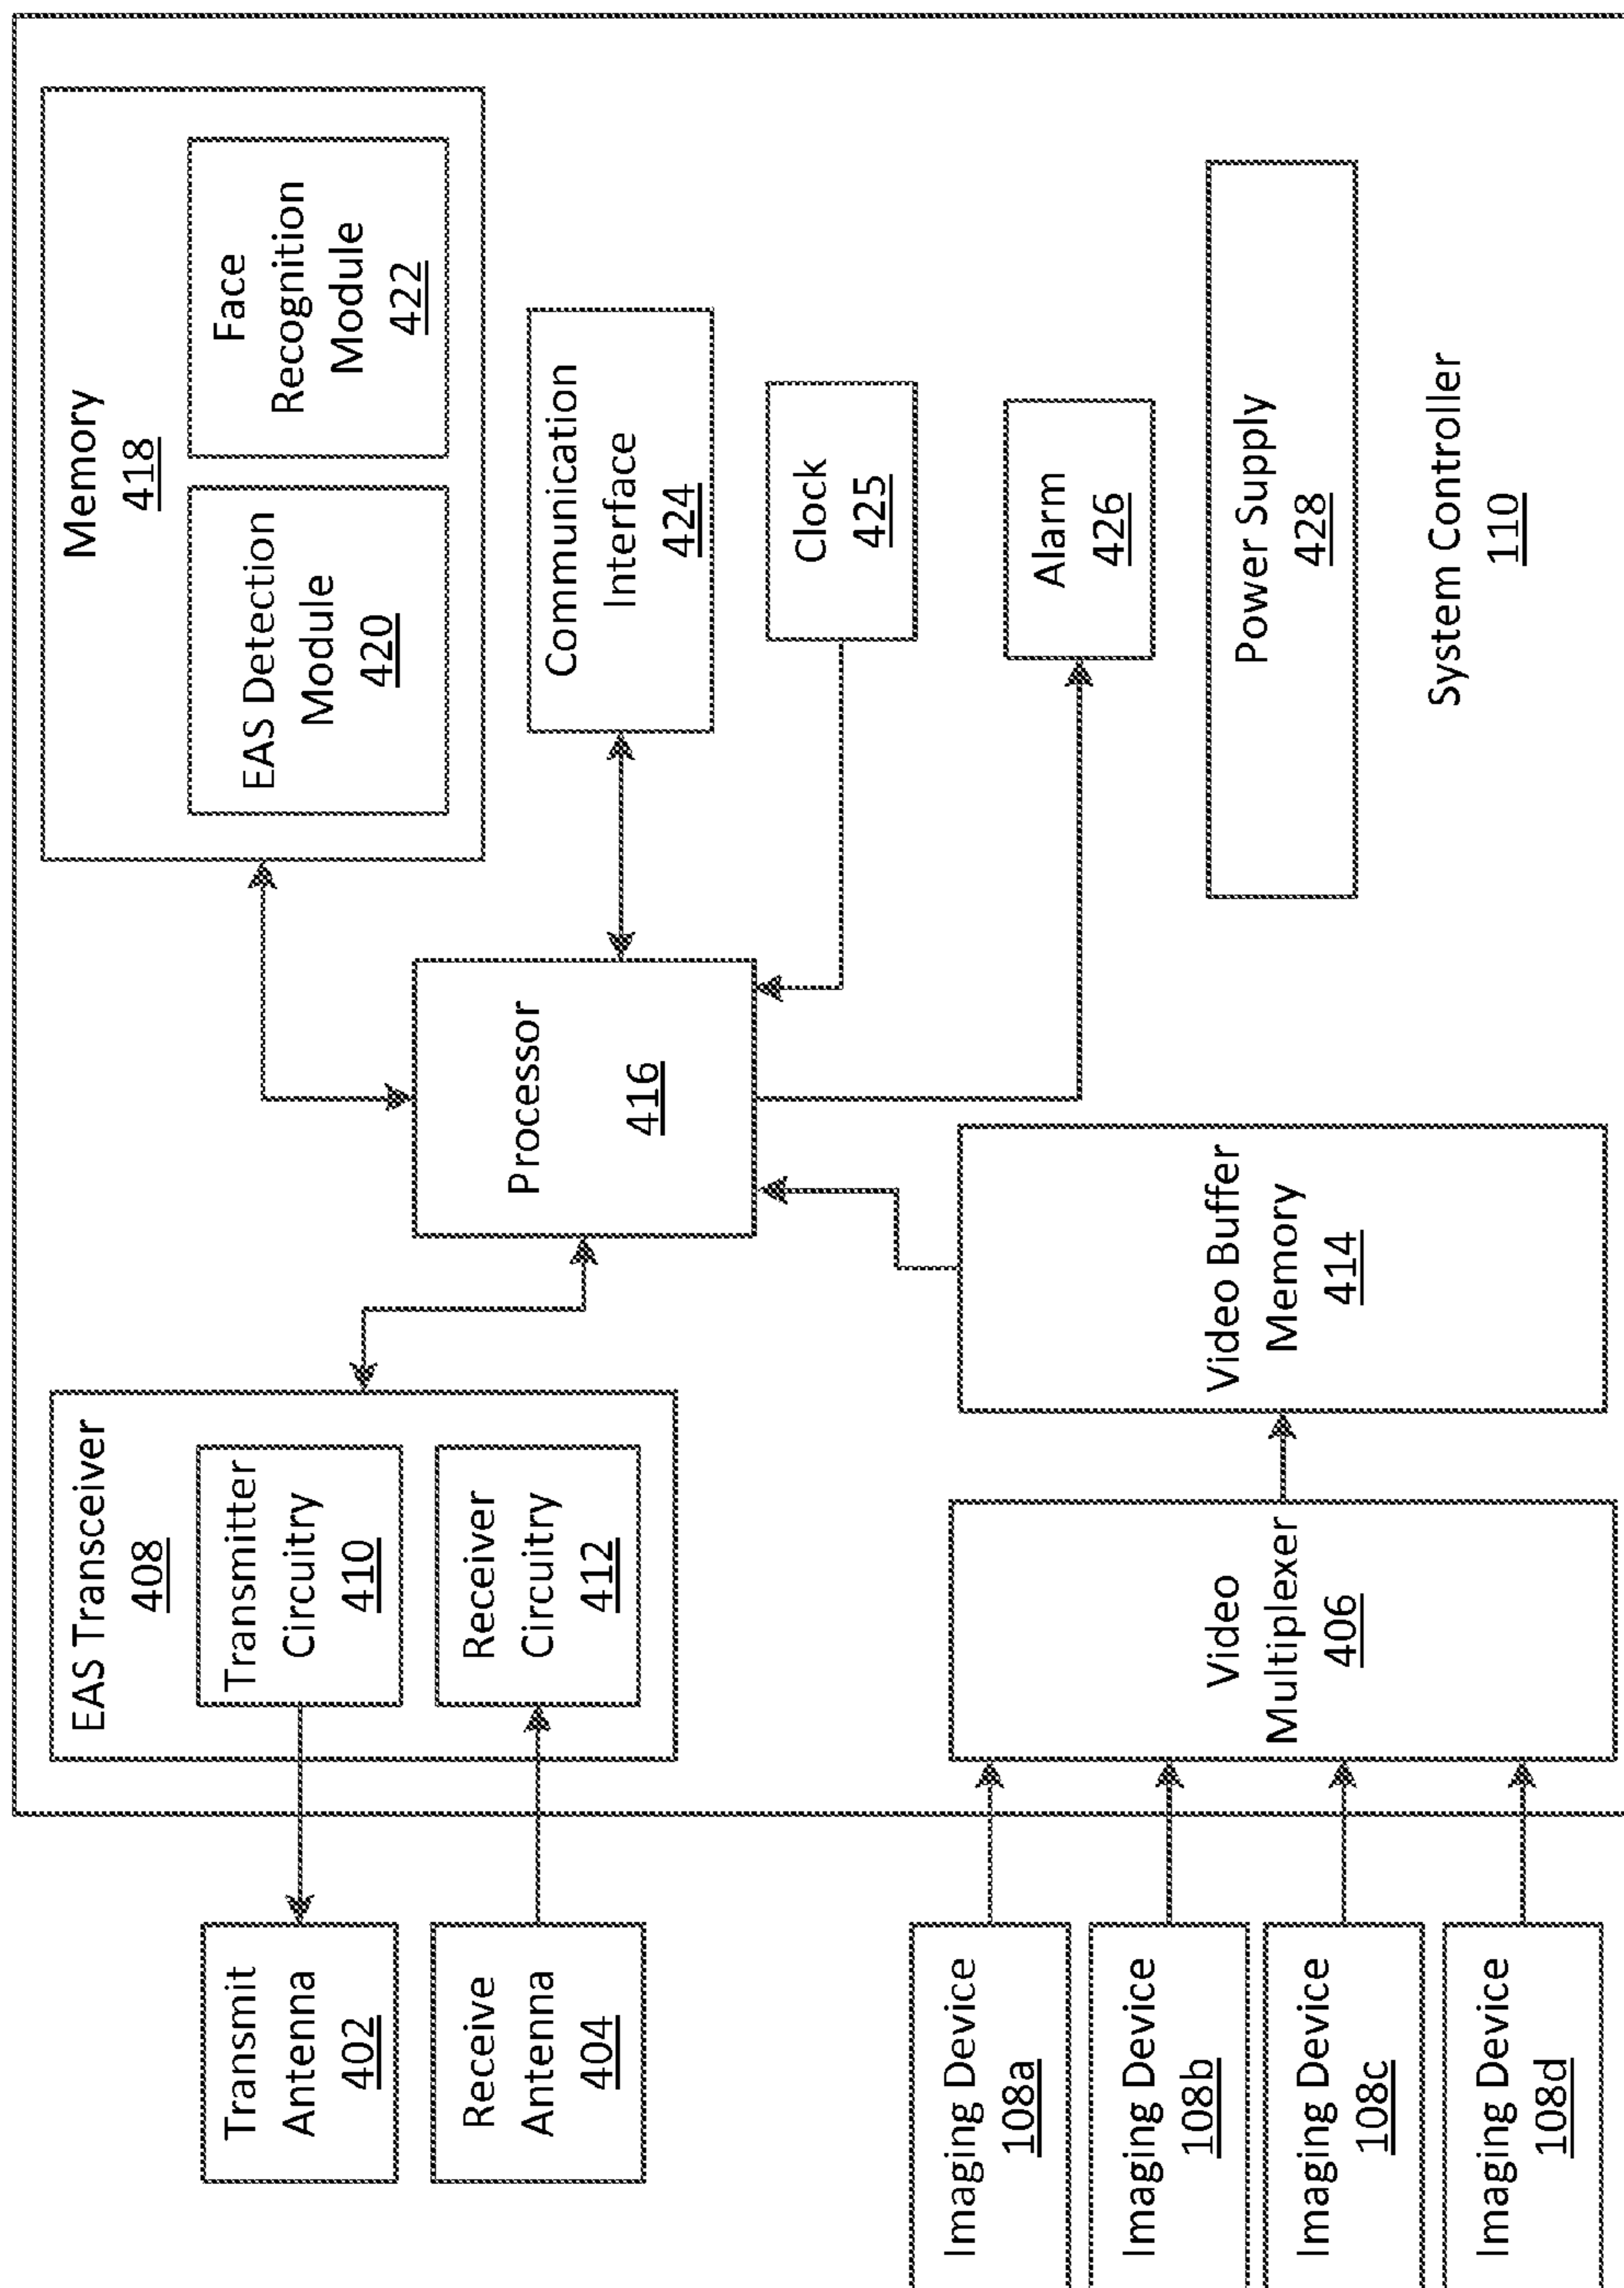 Transmit
Antenna
402
Receive
Antenna
404
Imaging Device
108a
Imaging Device
108b
Imaging Device
108c
Imaging Device
108d
EAS Transceiver
408
Transmitter
Circuitry
410
Receiver
Circuitry
412
Video
Multiplexer
406
Video Buffer
Memory
414
Processor
416
Memory
418
EAS Detection
Module
420
Face
Recognition
Module
422
Communication
Interface
424
Clock
425
Alarm
426
Power Supply
428
System Controller
110